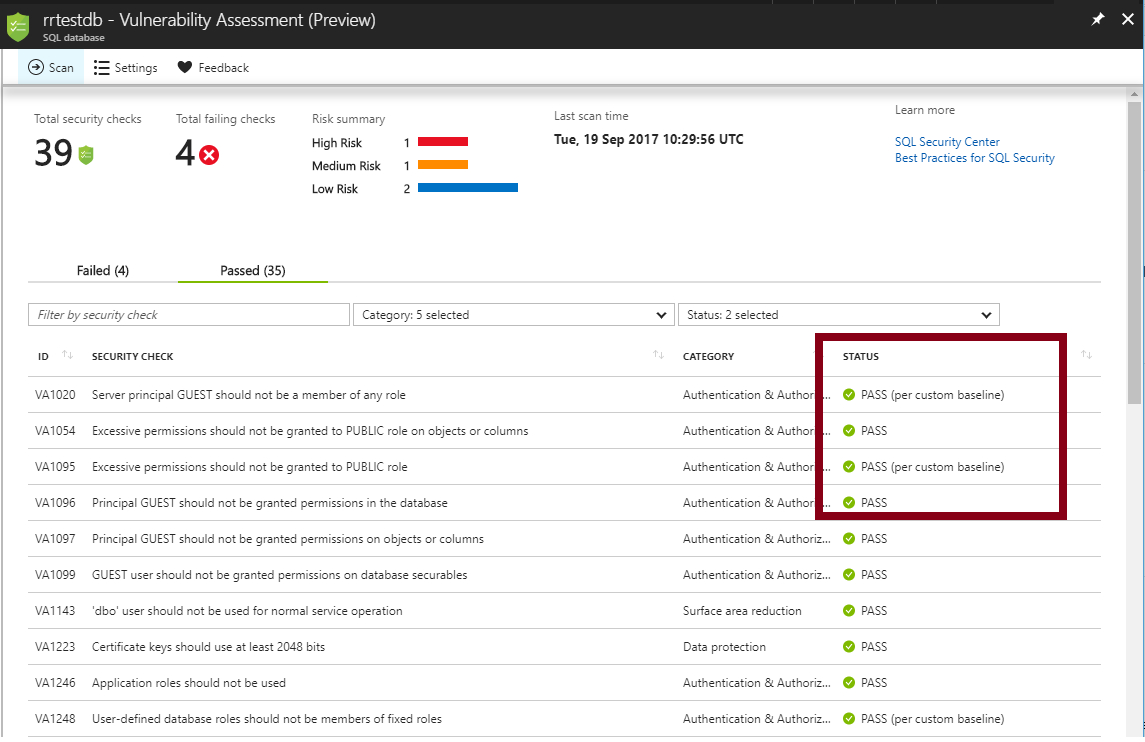 rrtestdb - Vulnerability Assessment (Preview)
SQL database
Scan Settings Feedback
Total security checks Total failing checks Risk summary Last scan time Learn more
39 4 High Risk 1 Tue, 19 Sep 2017 10:29:56 UTC SQL Security Center
Medium Risk 1 Best Practices for SQL Security
Low Risk 2
Failed (4) Passed (35)
Filter by security check Category: 5 selected Status: 2 selected
ID SECURITY CHECK CATEGORY STATUS
VA1020 Server principal GUEST should not be a member of any role Authentication & Authori... PASS (per custom baseline)
VA1054 Excessive permissions should not be granted to PUBLIC role on objects or columns Authentication & Authori... PASS
VA1095 Excessive permissions should not be granted to PUBLIC role Authentication & Authori... PASS (per custom baseline)
VA1096 Principal GUEST should not be granted permissions in the database Authentication & Authori... PASS
VA1097 Principal GUEST should not be granted permissions on objects or columns Authentication & Authoriz... PASS
VA1099 GUEST user should not be granted permissions on database securables Authentication & Authoriz... PASS
VA1143 'dbo' user should not be used for normal service operation Surface area reduction PASS
VA1223 Certificate keys should use at least 2048 bits Data protection PASS
VA1246 Application roles should not be used Authentication & Authoriz... PASS
VA1248 User-defined database roles should not be members of fixed roles Authentication & Authoriz... PASS (per custom baseline)